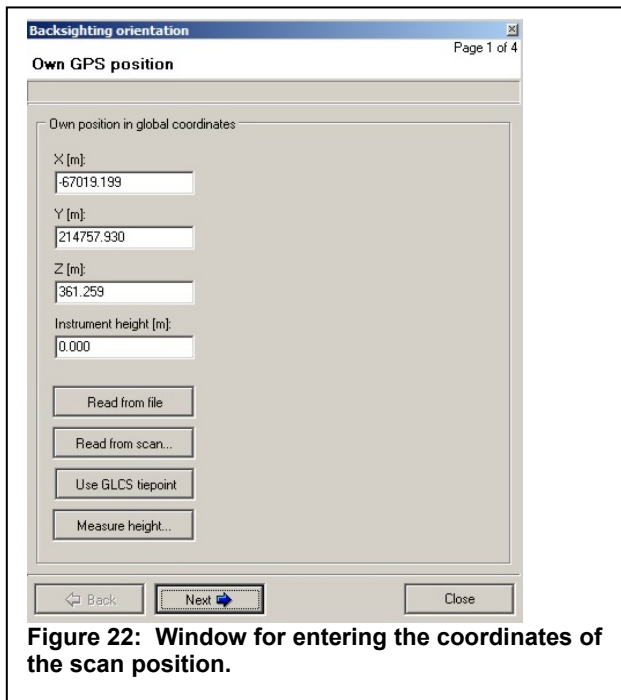 Backsighting orientation
Page 1 of 4
Own GPS position
Own position in global coordinates
X [m]:
-67019.199
Y [m]:
214757.930
Z [m]:
361.259
Instrument height [m]:
0.000
Read from file
Read from scan...
Use GLCS tiepoint
Measure height...
Back
Next
Close
Figure 22: Window for entering the coordinates of
the scan position.